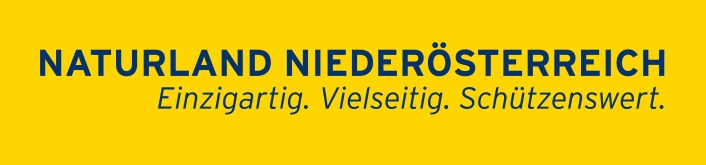 NATURLAND NIEDERÖSTERREICH
Einzigartig. Vielseitig. Schützenswert.